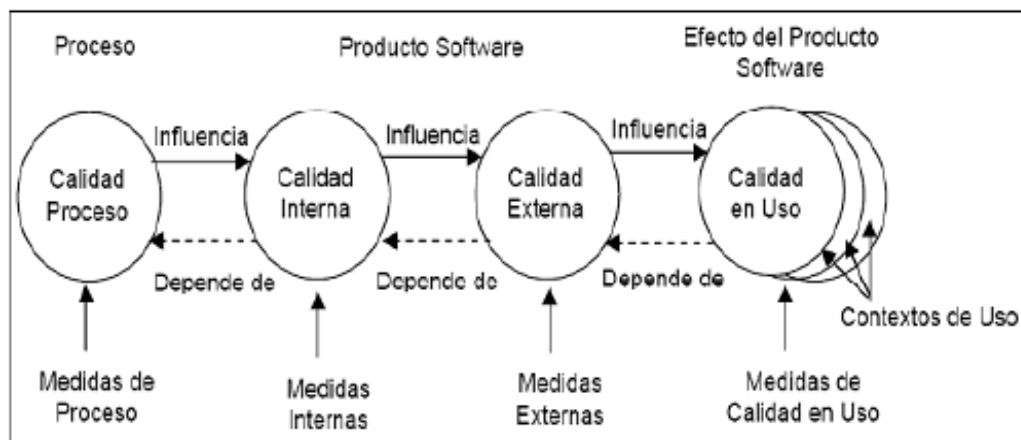 Proceso
Producto Software
Efecto del Producto
Software
Influencia
Influencia
Influencia
Calidad
Proceso
Calidad
Interna
Calidad
Externa
Calidad
en Uso
Depende de
Depende de
Depende de
Contextos de Uso
Medidas de
Proceso
Medidas
Internas
Medidas
Externas
Medidas de
Calidad en Uso